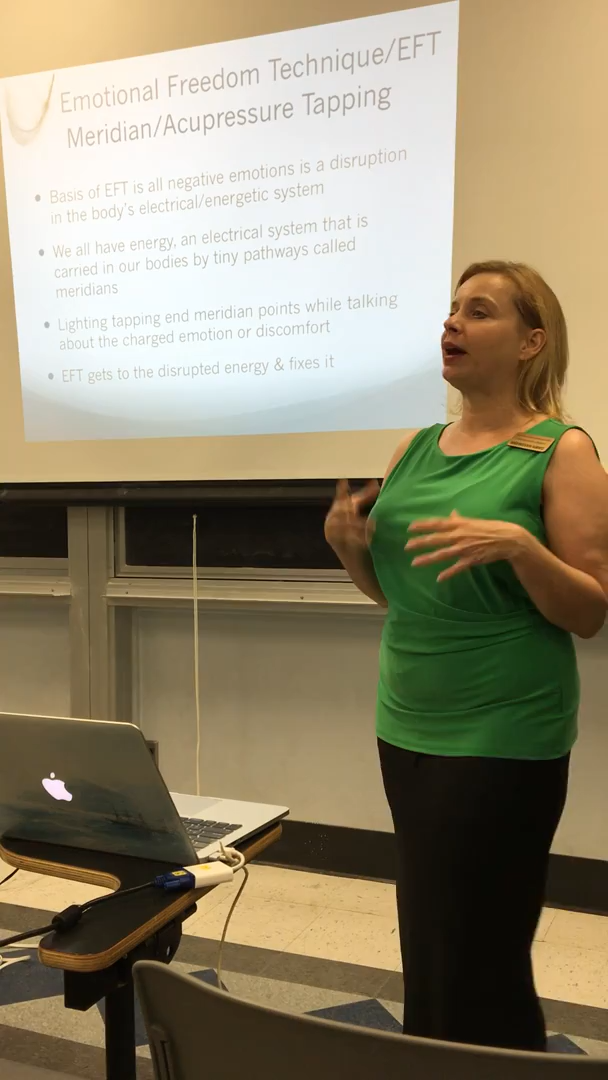 Emotional Freedom Technique/EFT
Meridian/Acupressure Tapping
• Basis of EFT is all negative emotions is a disruption
in the body's electrical/energetic system
• We all have energy, an electrical system that is
carried in our bodies by tiny pathways called
meridians
• Lighting tapping end meridian points while talking
about the charged emotion or discomfort
• EFT gets to the disrupted energy & fixes it